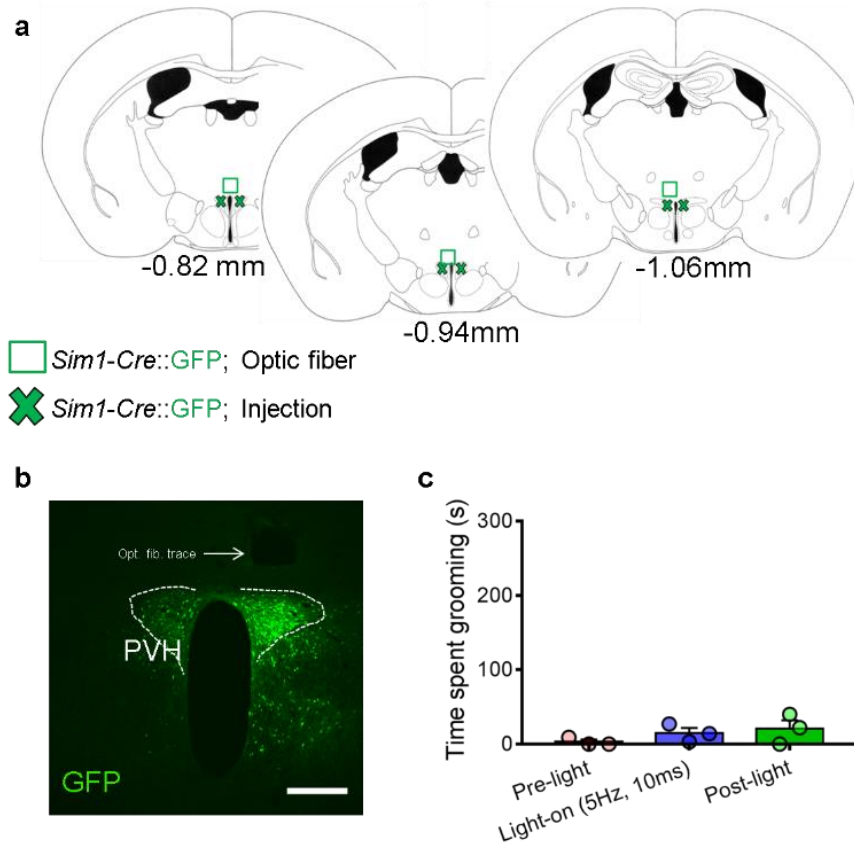 a
-0.82 mm
-0.94mm
-1.06mm
Sim1-Cre::GFP; Optic fiber
Sim1-Cre::GFP; Injection
b
Opt. fib. trace
PVH
GFP
c
Time spent grooming (s)
300
200
100
0
Pre-light
Light-on (5Hz, 10ms)
Post-light